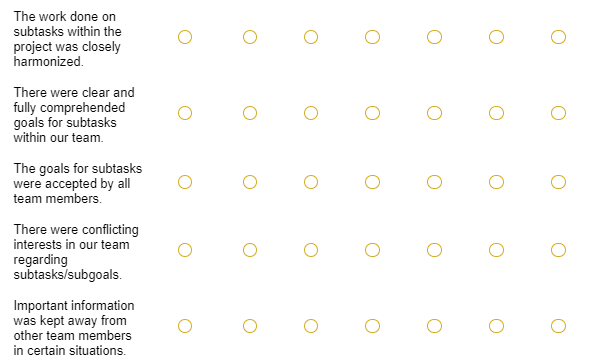 The work done on
subtasks within the
project was closely
harmonized.
There were clear and
fully comprehended
goals for subtasks
within our team.
The goals for subtasks
were accepted by all
team members.
There were conflicting
interests in our team
regarding
subtasks/subgoals.
Important information
was kept away from
other team members
in certain situations.